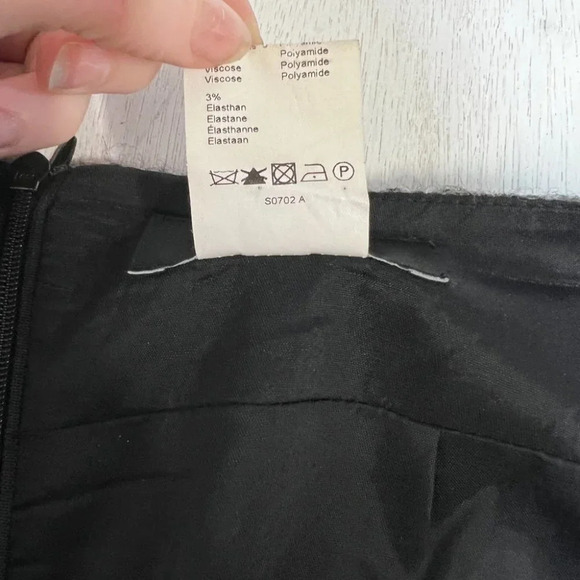 Polyamide
Viscose Polyamide
Viscose Polyamide
3%
Elasthan
Elastane
Élasthanne
Elastaan
P
S0702 A